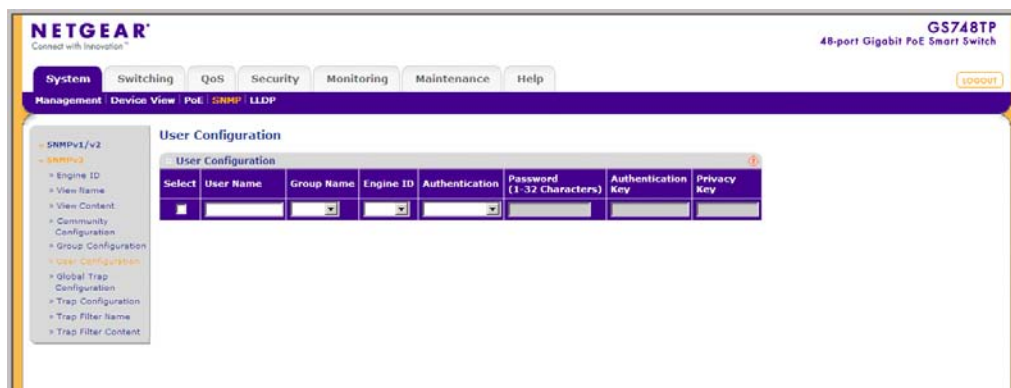 NETGEAR®
Connect with Innovation™
GS748TP
48-port Gigabit PoE Smart Switch
System Switching QoS Security Monitoring Maintenance Help
LOGOUT
Management Device View PoE SNMP LLDP
SNMPv1/v2
SNMPv3
Engine ID
View Name
View Content
Community
Configuration
Group Configuration
User Configuration
Global Trap
Configuration
Trap Configuration
Trap Filter Name
Trap Filter Content
User Configuration
User Configuration
Select User Name Group Name Engine ID Authentication Password (1-32 Characters) Authentication Key Privacy Key